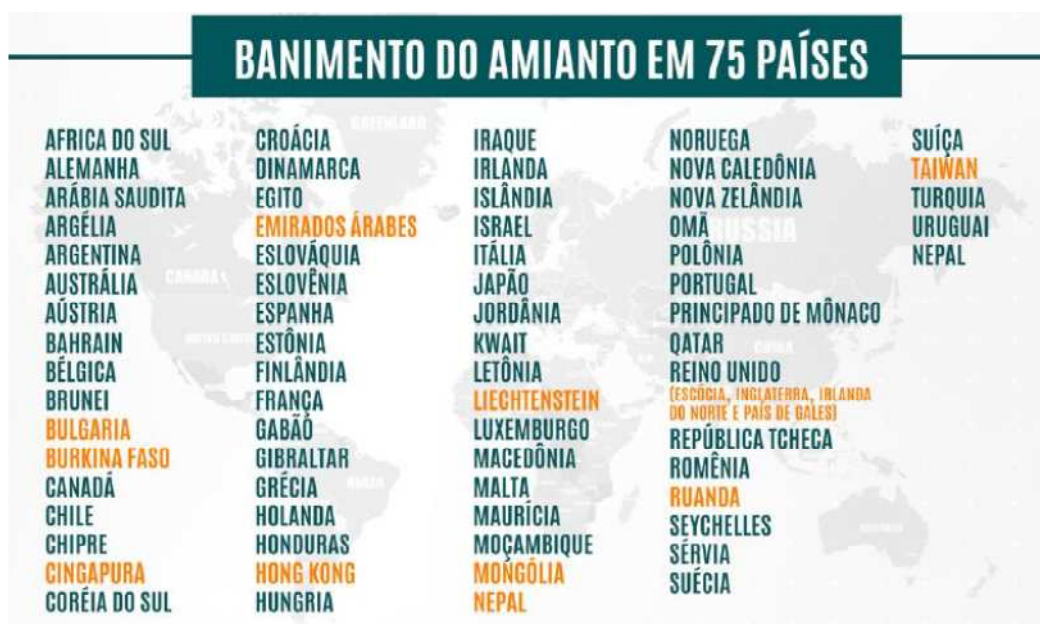 BANIMENTO DO AMIANTO EM 75 PAÍSES
AFRICA DO SUL
ALEMANHA
ARÁBIA SAUDITA
ARGÉLIA
ARGENTINA
AUSTRÁLIA
AÚSTRIA
BAHRAIN
BÉLGICA
BRUNEI
BULGARIA
BURKINA FASO
CANADÁ
CHILE
CHIPRE
CINGAPURA
CORÉIA DO SUL
CROÁCIA
DINAMARCA
EGITO
EMIRADOS ÁRABES
ESLOVÁQUIA
ESLOVÊNIA
ESPANHA
ESTÔNIA
FINLÂNDIA
FRANÇA
GABÃO
GIBRALTAR
GRÉCIA
HOLANDA
HONDURAS
HONG KONG
HUNGRIA
IRAQUE
IRLANDA
ISLÂNDIA
ISRAEL
ITÁLIA
JAPÃO
JORDÂNIA
KWAIT
LETÔNIA
LIECHTENSTEIN
LUXEMBURGO
MACEDÔNIA
MALTA
MAURÍCIA
MOÇAMBIQUE
MONGÓLIA
NEPAL
NORUEGA
NOVA CALEDÔNIA
NOVA ZELÂNDIA
OMÃ
POLÔNIA
PORTUGAL
PRINCIPADO DE MÔNACO
QATAR
REINO UNIDO
(ESCÓCIA, INGLATERRA, IRLANDA
DO NORTE E PAÍS DE GALES)
REPÚBLICA TCHECA
ROMÊNIA
RUANDA
SEYCHELLES
SÉRVIA
SUÉCIA
SUÍÇA
TAIWAN
TURQUIA
URUGUAI
NEPAL
GREENLAND
RUSSIA
CANADA
CHINA